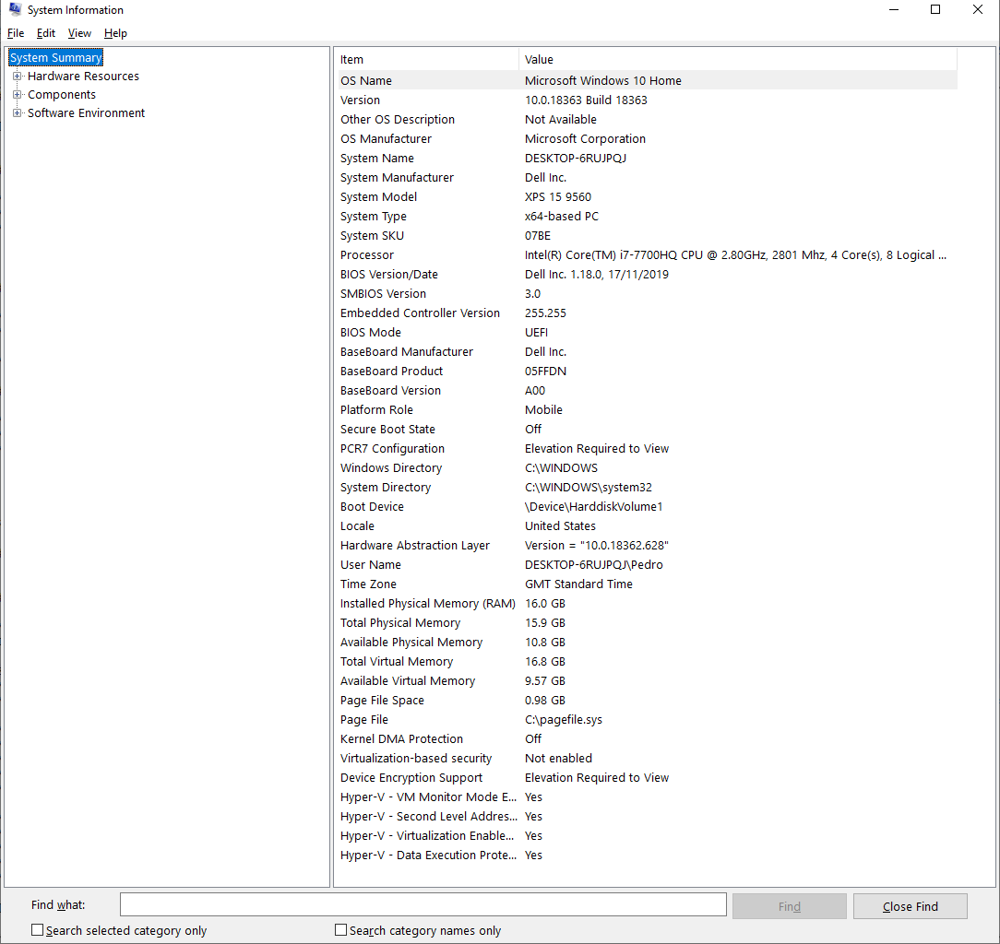 System Information
File Edit View Help
System Summary
Hardware Resources
Components
Software Environment
Item Value
OS Name Microsoft Windows 10 Home
Version 10.0.18363 Build 18363
Other OS Description Not Available
OS Manufacturer Microsoft Corporation
System Name DESKTOP-6RUJPQJ
System Manufacturer Dell Inc.
System Model XPS 15 9560
System Type x64-based PC
System SKU 07BE
Processor Intel(R) Core(TM) i7-7700HQ CPU @ 2.80GHz, 2801 Mhz, 4 Core(s), 8 Logical ...
BIOS Version/Date Dell Inc. 1.18.0, 17/11/2019
SMBIOS Version 3.0
Embedded Controller Version 255.255
BIOS Mode UEFI
BaseBoard Manufacturer Dell Inc.
BaseBoard Product 05FFDN
BaseBoard Version A00
Platform Role Mobile
Secure Boot State Off
PCR7 Configuration Elevation Required to View
Windows Directory C:\WINDOWS
System Directory C:\WINDOWS\system32
Boot Device \Device\HarddiskVolume1
Locale United States
Hardware Abstraction Layer Version = "10.0.18362.628"
User Name DESKTOP-6RUJPQJ\Pedro
Time Zone GMT Standard Time
Installed Physical Memory (RAM) 16.0 GB
Total Physical Memory 15.9 GB
Available Physical Memory 10.8 GB
Total Virtual Memory 16.8 GB
Available Virtual Memory 9.57 GB
Page File Space 0.98 GB
Page File C:\pagefile.sys
Kernel DMA Protection Off
Virtualization-based security Not enabled
Device Encryption Support Elevation Required to View
Hyper-V - VM Monitor Mode E... Yes
Hyper-V - Second Level Addres... Yes
Hyper-V - Virtualization Enable... Yes
Hyper-V - Data Execution Prote... Yes
Find what: Find Close Find
Search selected category only Search category names only